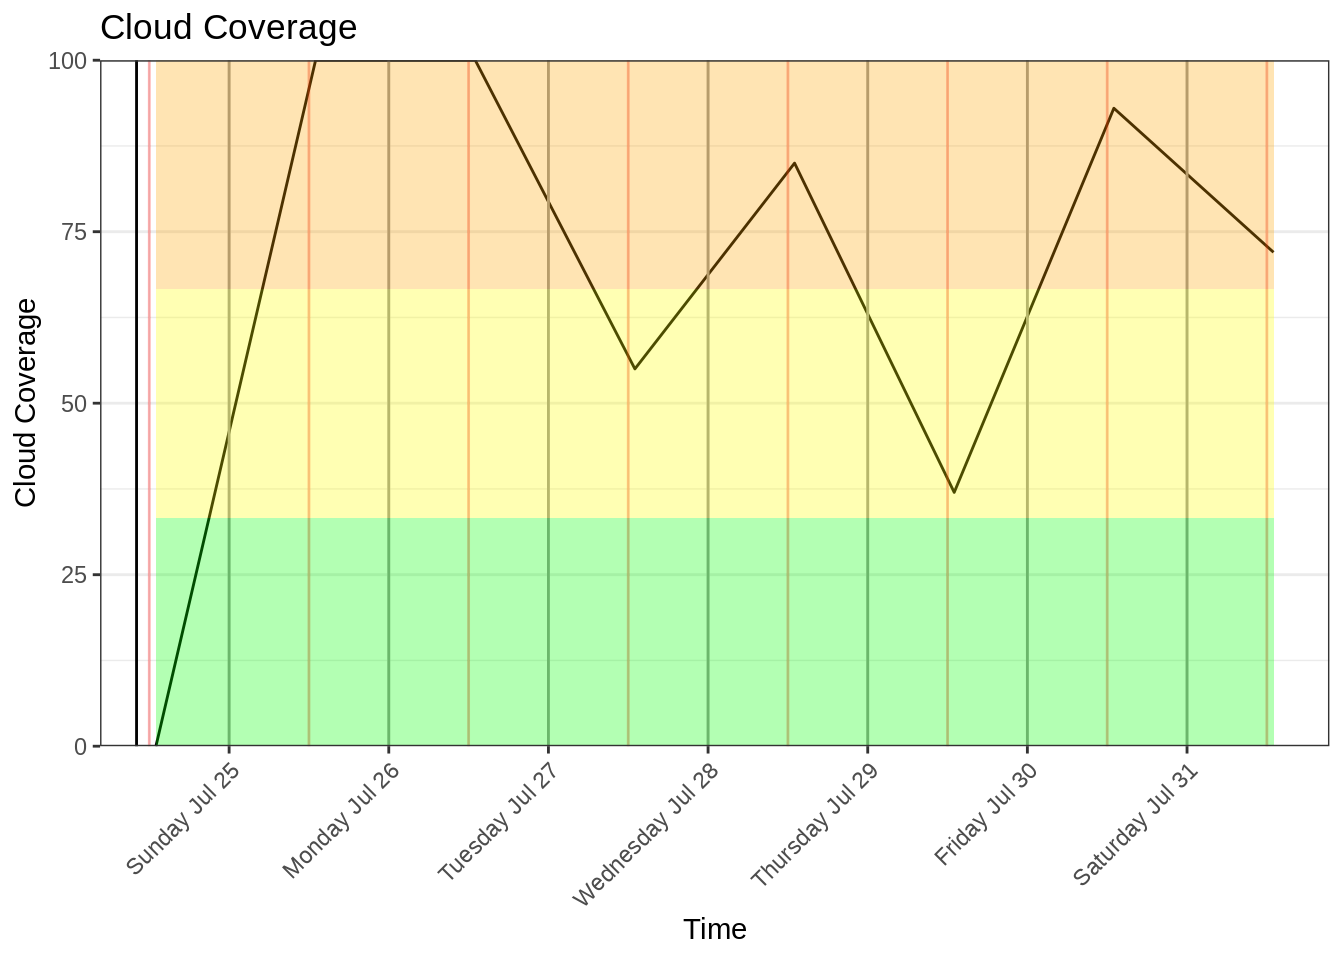 Cloud Coverage
Cloud Coverage
100
75
50
25
0
Sunday Jul 25
Monday Jul 26
Tuesday Jul 27
Wednesday Jul 28
Thursday Jul 29
Friday Jul 30
Saturday Jul 31
Time